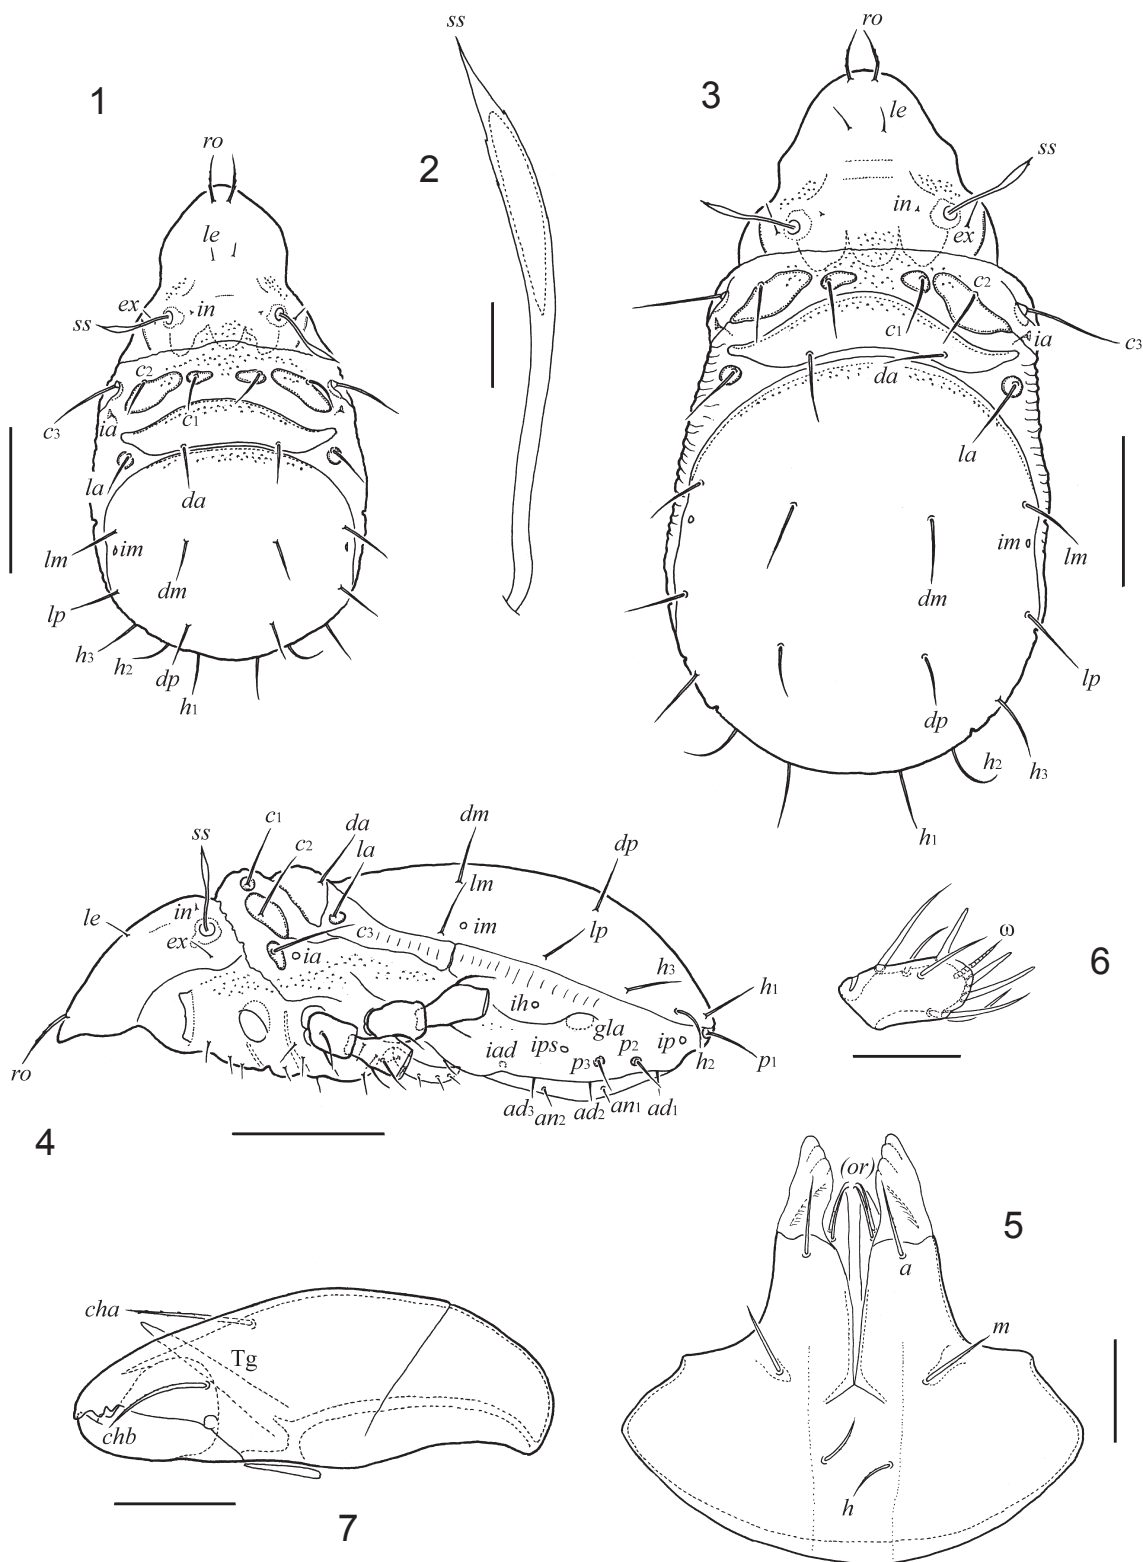 1
ro
le
ex
in
ss
c2
c3
ia
c1
la
da
lm
im
dm
lp
h3
h2
dp
h1
2
ss
3
ro
le
ss
in
ex
c2
c1
ia
c3
da
la
lm
im
dm
lp
dp
h3
h2
h1
4
ss
c1
c2
da
la
dm
lm
dp
le
in
ex
c3
ia
im
lp
h3
h1
ih
gla
ro
iad
ips
p3
p2
ip
h2
p1
ad3
an2
ad2
an1
ad1
6
ω
5
(or)
a
m
h
7
cha
Tg
chb